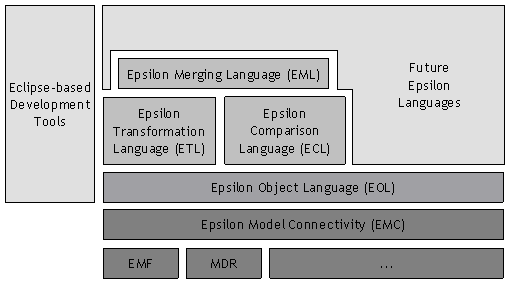 Eclipse-based
Development
Tools
Epsilon Merging Language (EML)
Future
Epsilon
Languages
Epsilon
Transformation
Language (ETL)
Epsilon
Comparison
Language (ECL)
Epsilon Object Language (EOL)
Epsilon Model Connectivity (EMC)
EMF
MDR
...